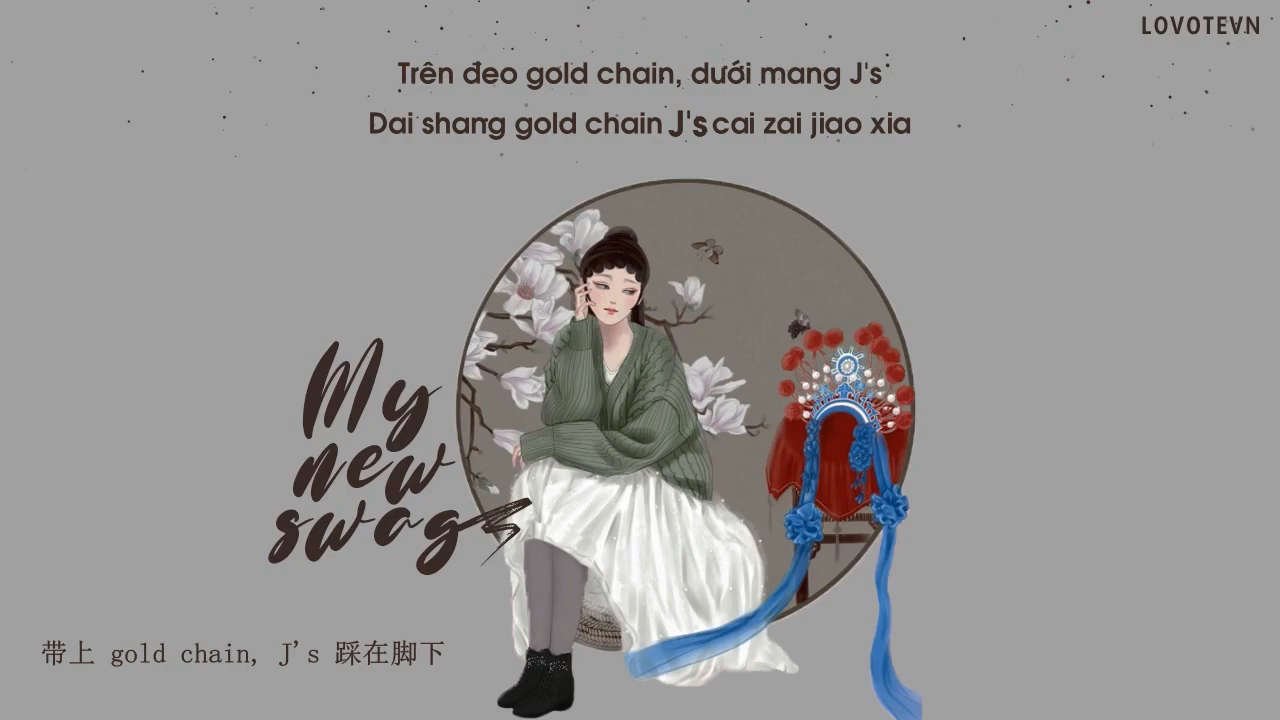 LOVOTEVN
Trên đeo gold chain, dưới mang J's
Dai shang gold chain J's cai zai jiao xia
My
new
swag
带上 gold chain, J's 踩在脚下